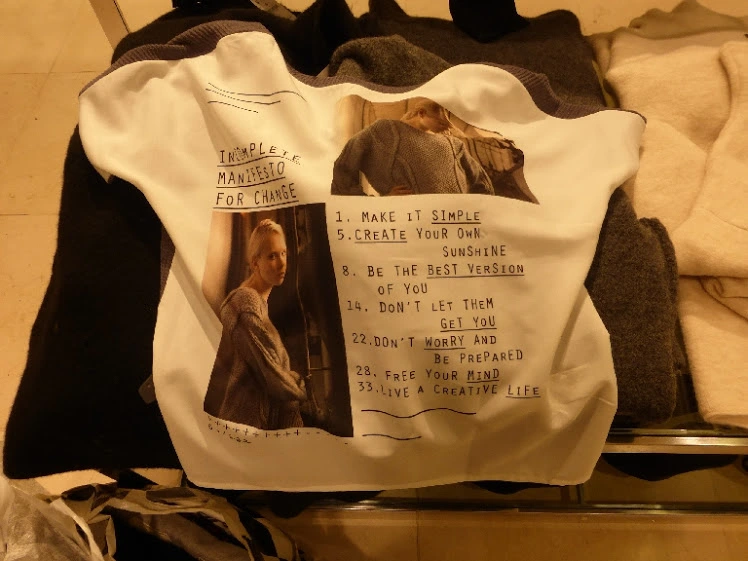 INCOMPLETE
MANIFESTO
FOR CHANGE
1. MAKE IT SIMPLE
5. CREATE YOUR OWN
SUNSHINE
8. BE THE BEST VERSION
OF YOU
14. DON'T LET THEM
GET YOU
22. DON'T WORRY AND
BE PREPARED
28. FREE YOUR MIND
33. LIVE A CREATIVE LIFE